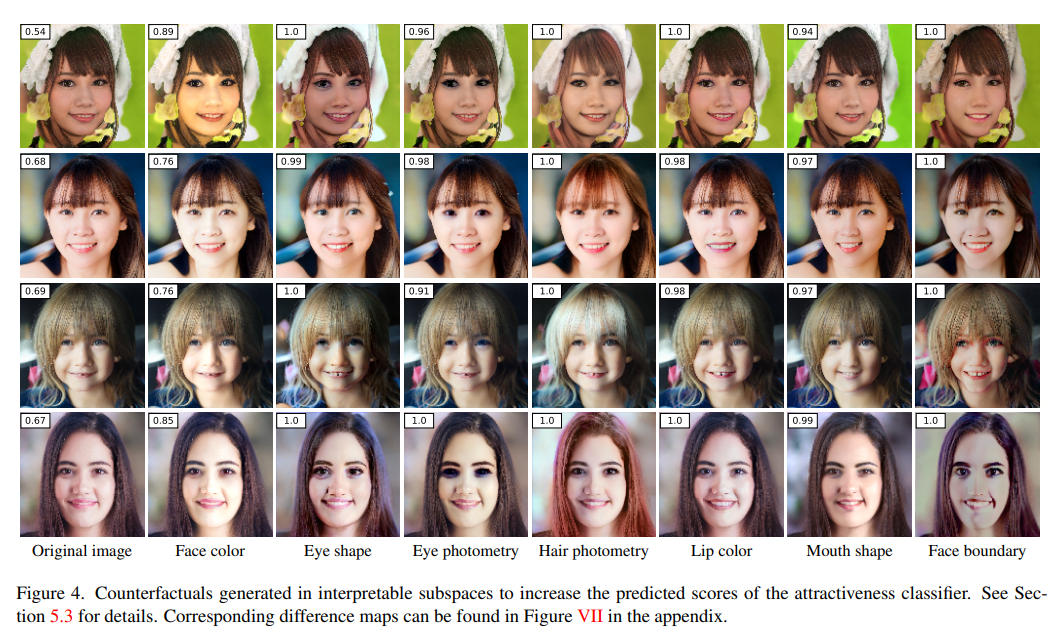 0.54 0.89 1.0 0.96 1.0 1.0 0.94 1.0
0.68 0.76 0.99 0.98 1.0 0.98 0.97 1.0
0.69 0.76 1.0 0.91 1.0 0.98 0.97 1.0
0.67 0.85 1.0 1.0 1.0 1.0 0.99 1.0
Original image Face color Eye shape Eye photometry Hair photometry Lip color Mouth shape Face boundary
Figure 4. Counterfactuals generated in interpretable subspaces to increase the predicted scores of the attractiveness classifier. See Sec-
tion 5.3 for details. Corresponding difference maps can be found in Figure VII in the appendix.